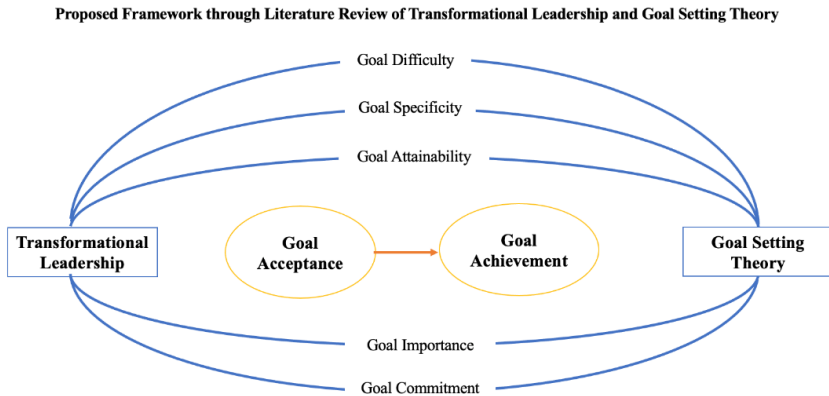 Proposed Framework through Literature Review of Transformational Leadership and Goal Setting Theory
Goal Difficulty
Goal Specificity
Goal Attainability
Transformational
Leadership
Goal
Acceptance
Goal
Achievement
Goal Setting
Theory
Goal Importance
Goal Commitment